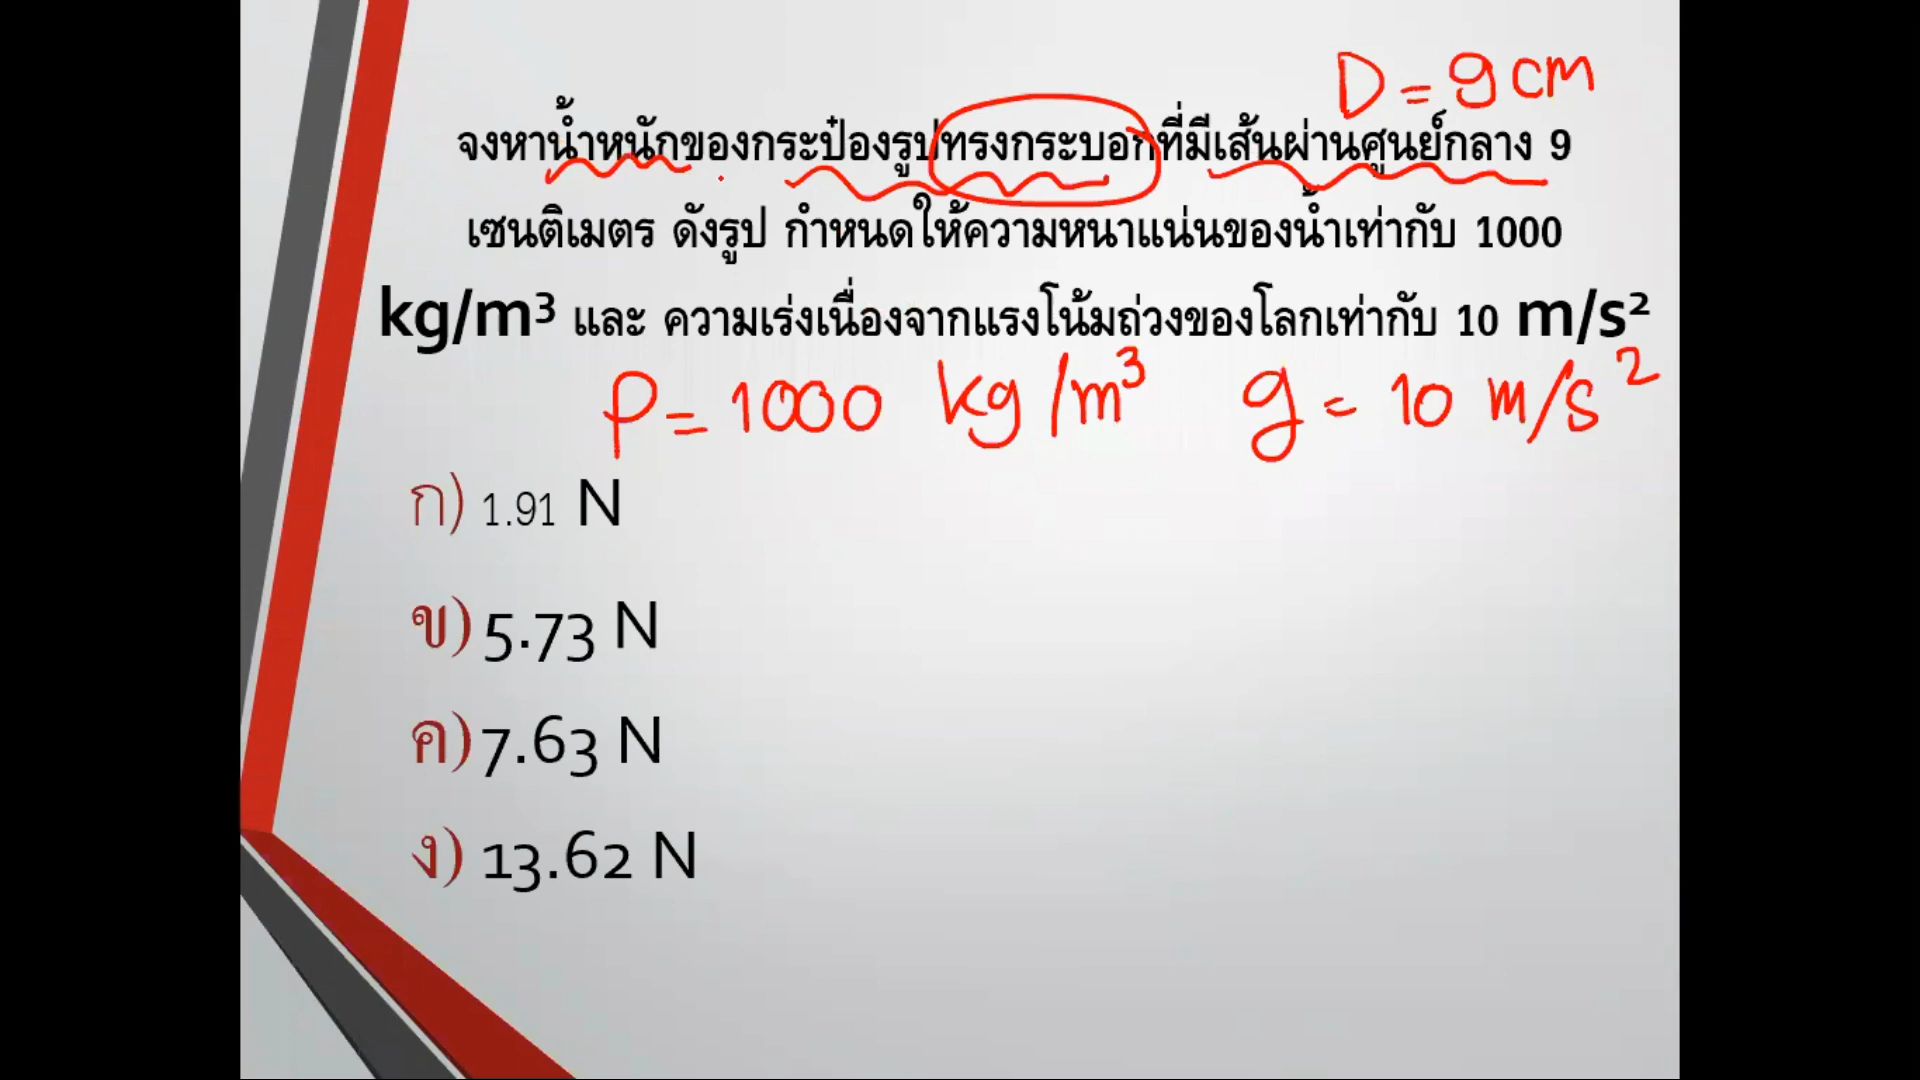 D = 9 cm
จงหาน้ำหนักของกระป๋องรูปทรงกระบอกที่มีเส้นผ่านศูนย์กลาง 9
เซนติเมตร ดังรูป กำหนดให้ความหนาแน่นของน้ำเท่ากับ 1000
kg/m³ และ ความเร่งเนื่องจากแรงโน้มถ่วงของโลกเท่ากับ 10 m/s²
ρ = 1000 kg/m³ g = 10 m/s²
ก) 1.91 N
ข) 5.73 N
ค) 7.63 N
ง) 13.62 N